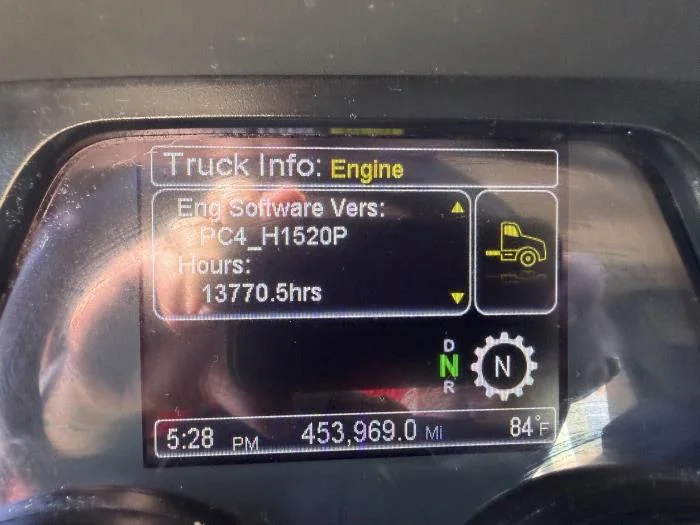 Truck Info: Engine
Eng Software Vers:
PC4_H1520P
Hours:
13770.5hrs
D
N N
R
5:28 PM 453,969.0 Mi 84°F